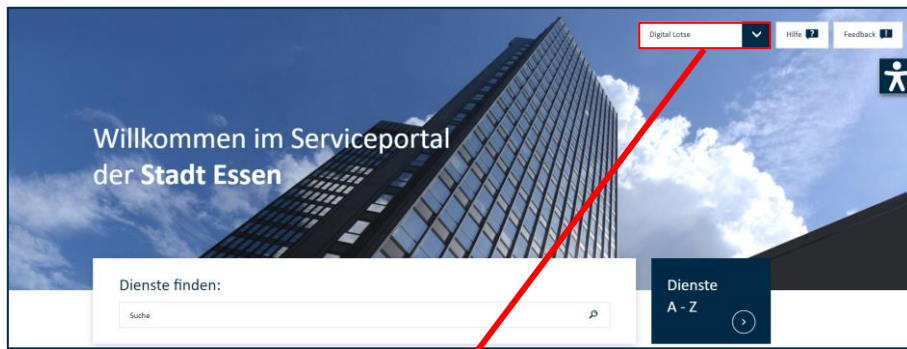 Digital Lotse
Hilfe ?
Feedback !
Willkommen im Serviceportal
der Stadt Essen
Dienste finden:
Suche
Dienste
A - Z